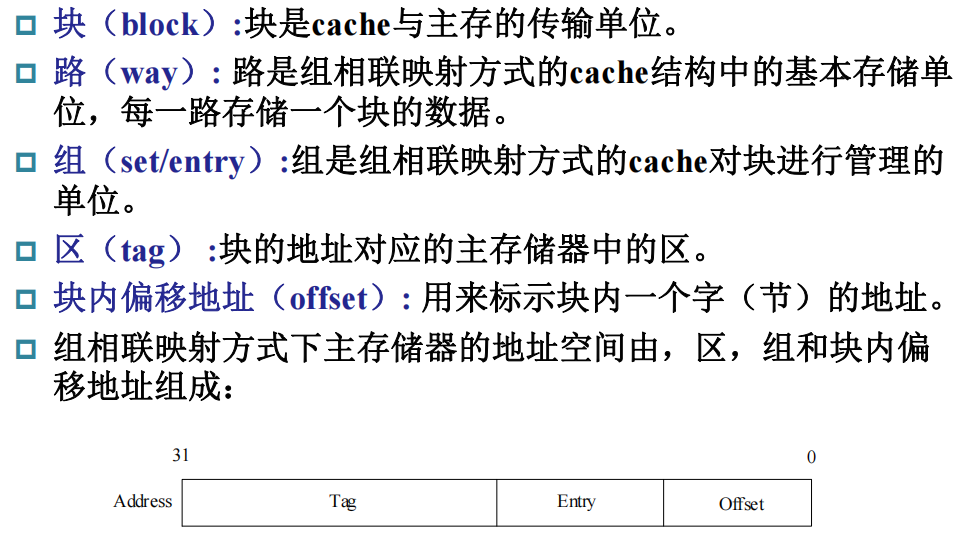 块（block）:块是cache与主存的传输单位。
路（way）: 路是组相联映射方式的cache结构中的基本存储单
位，每一路存储一个块的数据。
组（set/entry）:组是组相联映射方式的cache对块进行管理的
单位。
区（tag） :块的地址对应的主存储器中的区。
块内偏移地址（offset）: 用来标示块内一个字（节）的地址。
组相联映射方式下主存储器的地址空间由，区，组和块内偏
移地址组成：
31 0
Address Tag Entry Offset